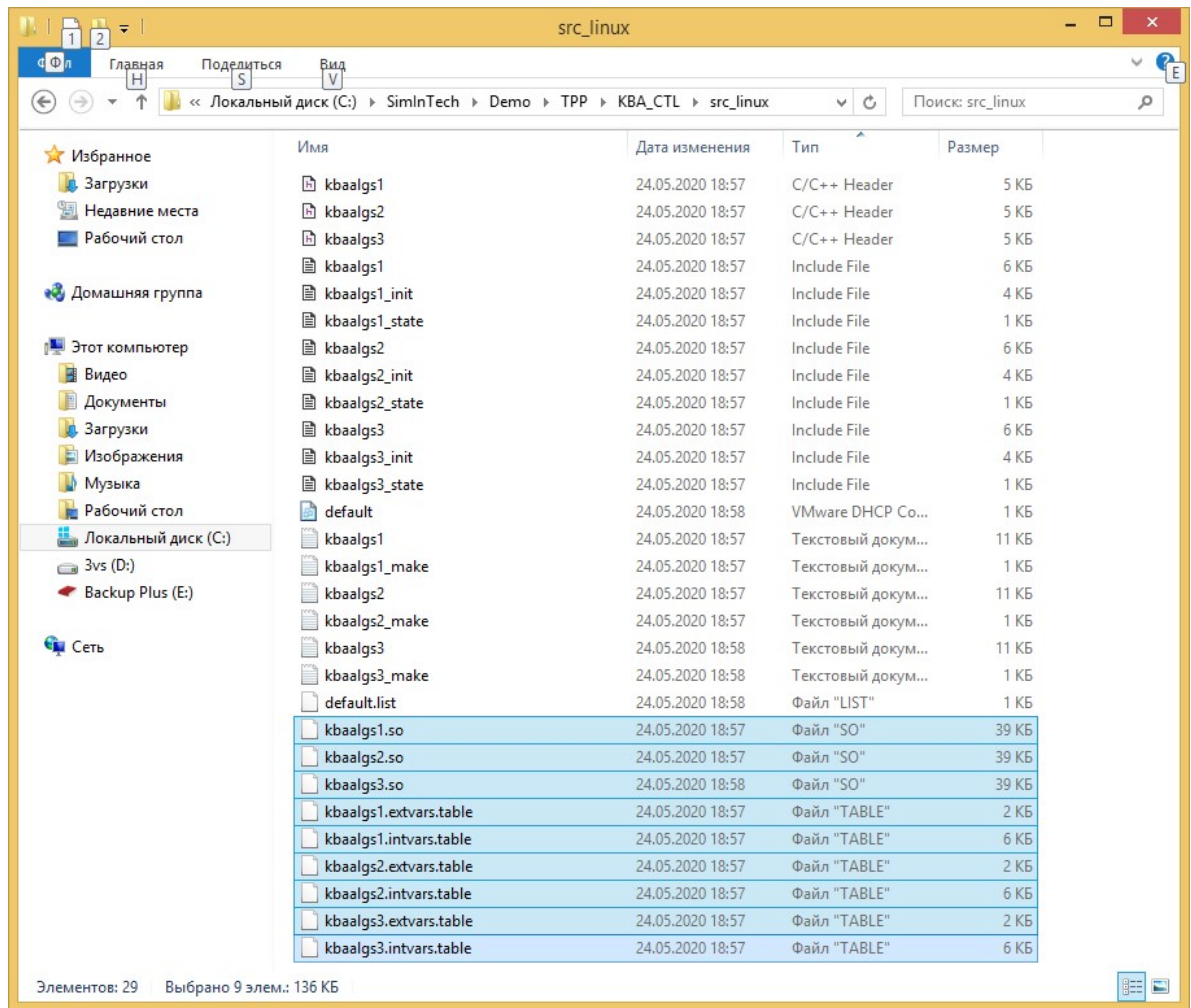 src_linux
1
2
Ф
л
Главная
Поделиться
Вид
H
S
V
E
« Локальный диск (C:) ▸ SimInTech ▸ Demo ▸ TPP ▸ KBA_CTL ▸ src_linux
Поиск: src_linux
Избранное
Загрузки
Недавние места
Рабочий стол
Домашняя группа
Этот компьютер
Видео
Документы
Загрузки
Изображения
Музыка
Рабочий стол
Локальный диск (C:)
3vs (D:)
Backup Plus (E:)
Сеть
Имя Дата изменения Тип Размер
kbaalgs1 24.05.2020 18:57 C/C++ Header 5 КБ
kbaalgs2 24.05.2020 18:57 C/C++ Header 5 КБ
kbaalgs3 24.05.2020 18:57 C/C++ Header 5 КБ
kbaalgs1 24.05.2020 18:57 Include File 6 КБ
kbaalgs1_init 24.05.2020 18:57 Include File 4 КБ
kbaalgs1_state 24.05.2020 18:57 Include File 1 КБ
kbaalgs2 24.05.2020 18:57 Include File 6 КБ
kbaalgs2_init 24.05.2020 18:57 Include File 4 КБ
kbaalgs2_state 24.05.2020 18:57 Include File 1 КБ
kbaalgs3 24.05.2020 18:57 Include File 6 КБ
kbaalgs3_init 24.05.2020 18:57 Include File 4 КБ
kbaalgs3_state 24.05.2020 18:57 Include File 1 КБ
default 24.05.2020 18:58 VMware DHCP Co... 1 КБ
kbaalgs1 24.05.2020 18:57 Текстовый докум... 11 КБ
kbaalgs1_make 24.05.2020 18:57 Текстовый докум... 1 КБ
kbaalgs2 24.05.2020 18:57 Текстовый докум... 11 КБ
kbaalgs2_make 24.05.2020 18:57 Текстовый докум... 1 КБ
kbaalgs3 24.05.2020 18:58 Текстовый докум... 11 КБ
kbaalgs3_make 24.05.2020 18:58 Текстовый докум... 1 КБ
default.list 24.05.2020 18:58 Файл "LIST" 1 КБ
kbaalgs1.so 24.05.2020 18:57 Файл "SO" 39 КБ
kbaalgs2.so 24.05.2020 18:57 Файл "SO" 39 КБ
kbaalgs3.so 24.05.2020 18:58 Файл "SO" 39 КБ
kbaalgs1.extvars.table 24.05.2020 18:57 Файл "TABLE" 2 КБ
kbaalgs1.intvars.table 24.05.2020 18:57 Файл "TABLE" 6 КБ
kbaalgs2.extvars.table 24.05.2020 18:57 Файл "TABLE" 2 КБ
kbaalgs2.intvars.table 24.05.2020 18:57 Файл "TABLE" 6 КБ
kbaalgs3.extvars.table 24.05.2020 18:57 Файл "TABLE" 2 КБ
kbaalgs3.intvars.table 24.05.2020 18:57 Файл "TABLE" 6 КБ
Элементов: 29 Выбрано 9 элем.: 136 КБ